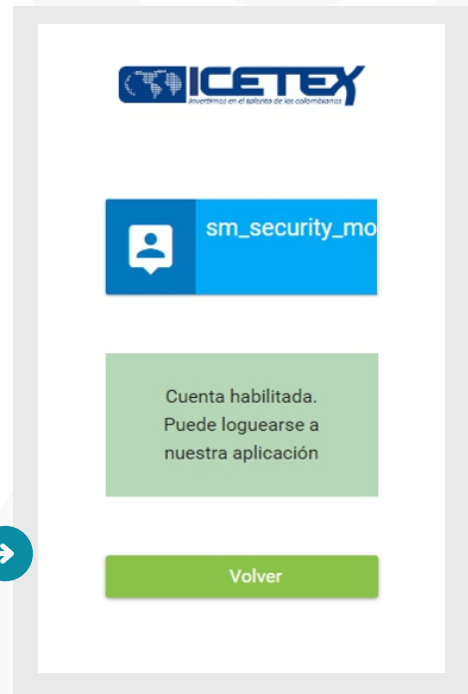 ICETEX
Invertimos en el talento de los colombianos
sm_security_mo
Cuenta habilitada.
Puede loguearse a
nuestra aplicación
Volver